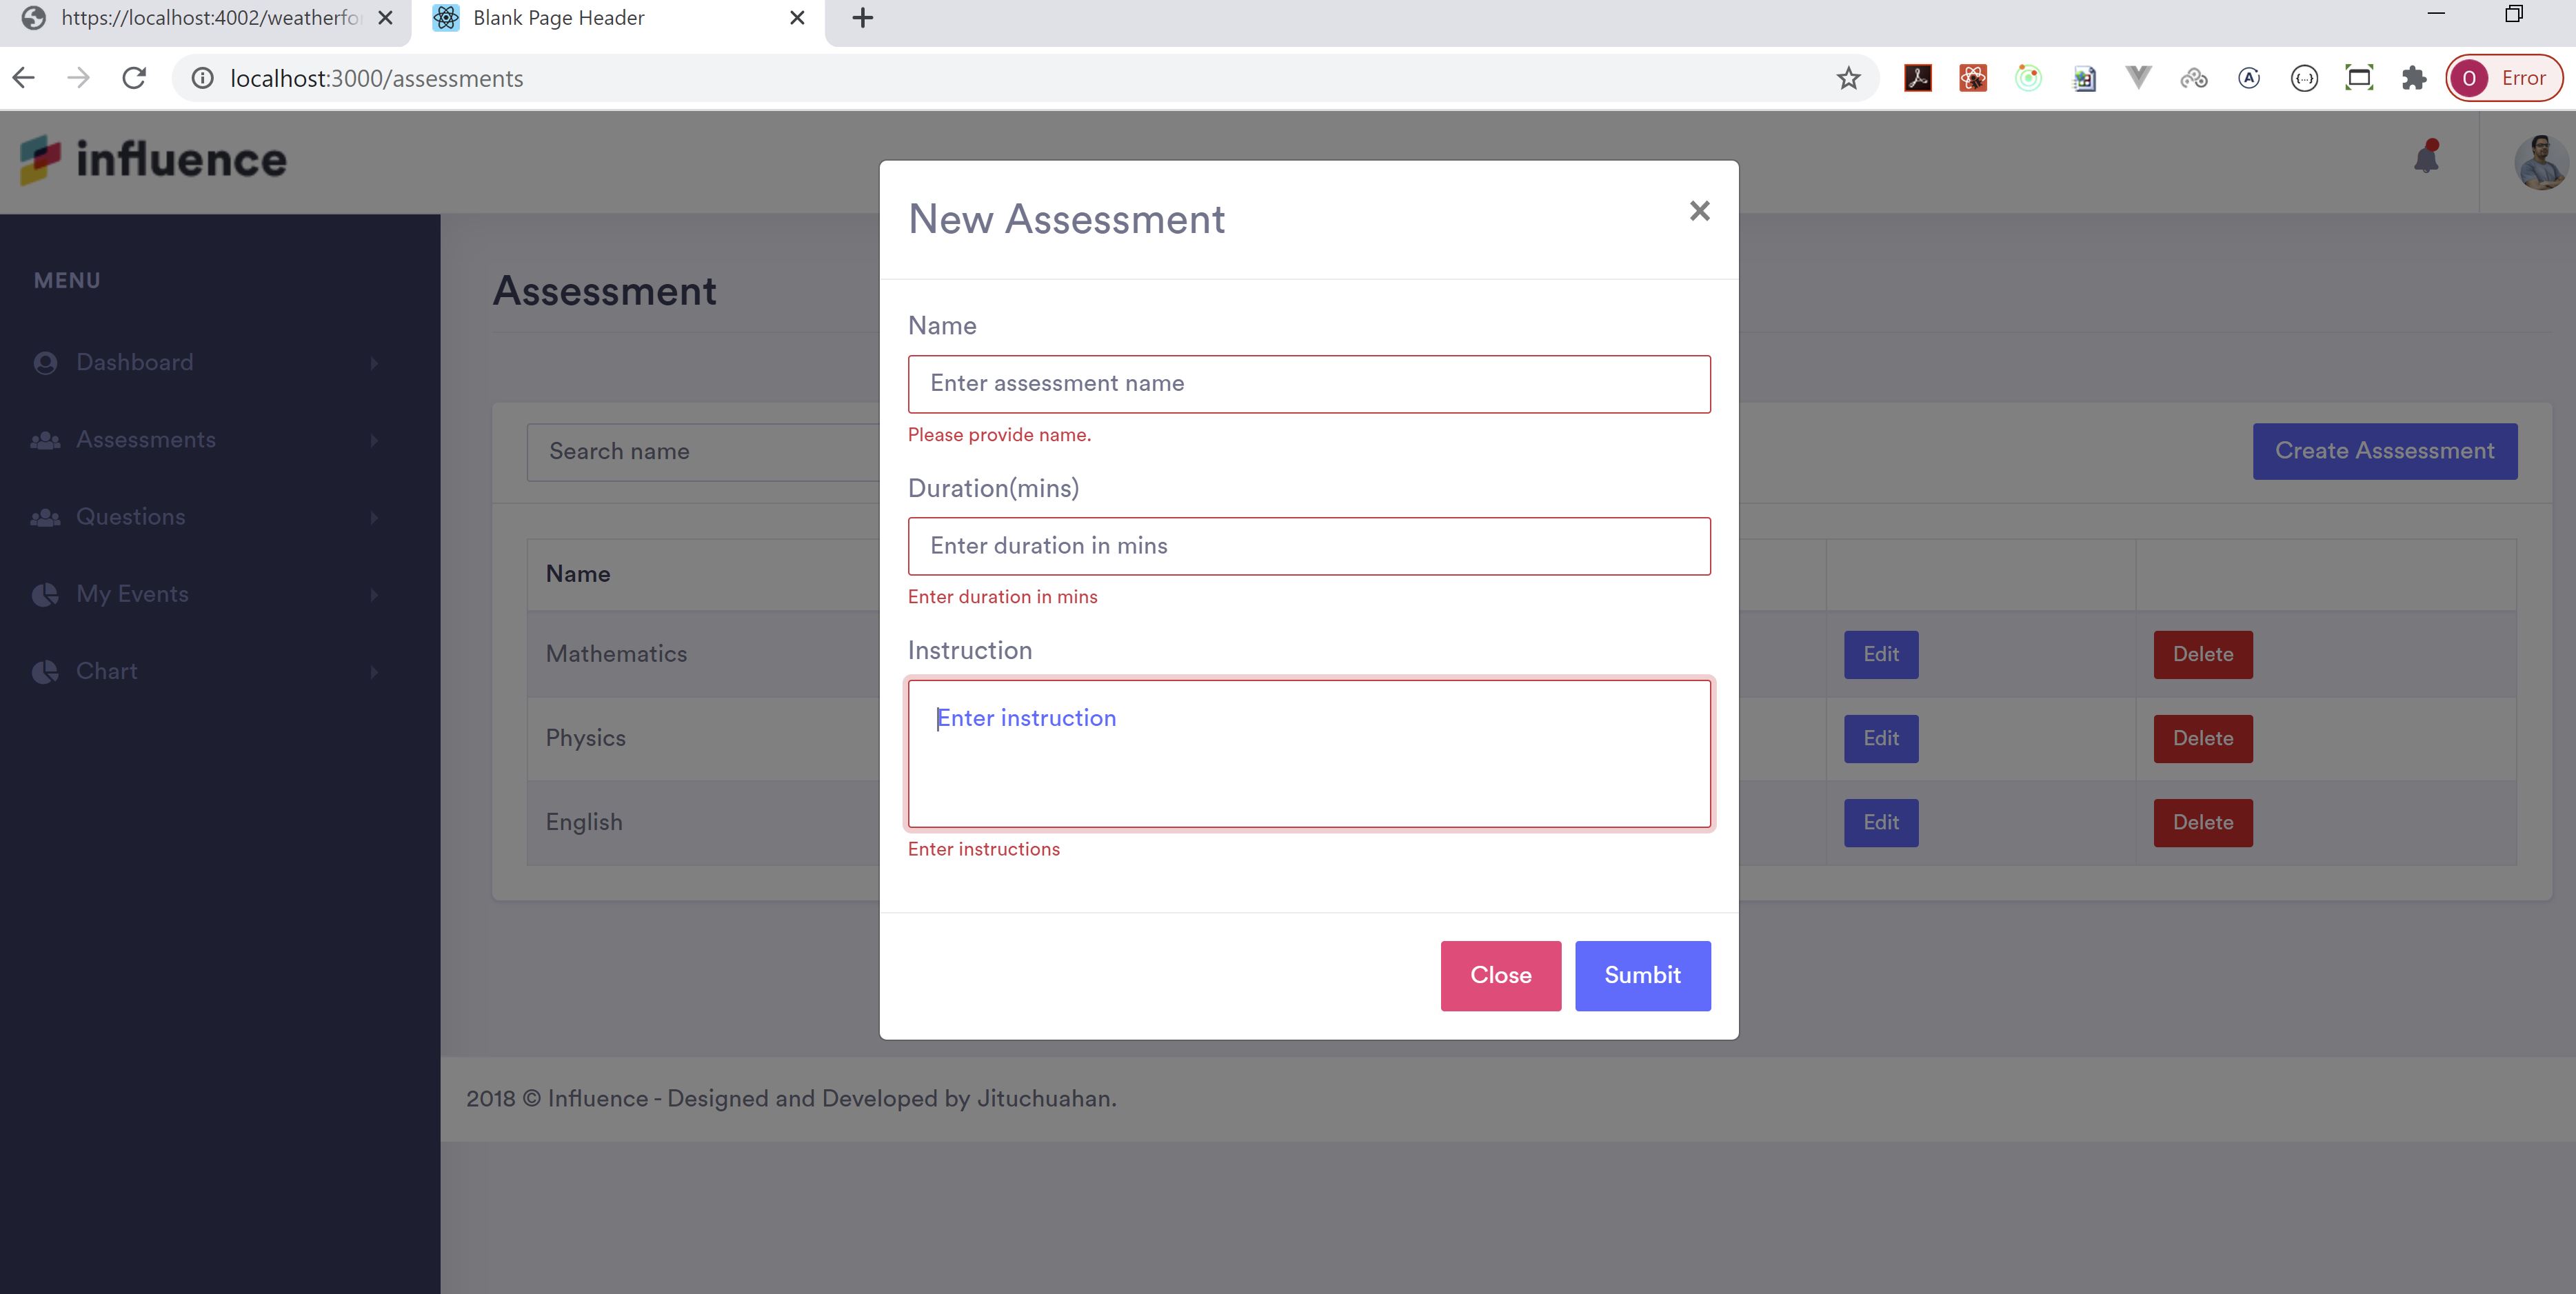 https://localhost:4002/weatherfo
Blank Page Header
localhost:3000/assessments
O Error
influence
MENU
Dashboard
Assessments
Questions
My Events
Chart
Assessment
Search name
Create Asssessment
Name
Mathematics
Edit
Delete
Physics
Edit
Delete
English
Edit
Delete
New Assessment
Name
Enter assessment name
Please provide name.
Duration(mins)
Enter duration in mins
Enter duration in mins
Instruction
Enter instruction
Enter instructions
Close
Sumbit
2018 © Influence - Designed and Developed by Jituchuahan.